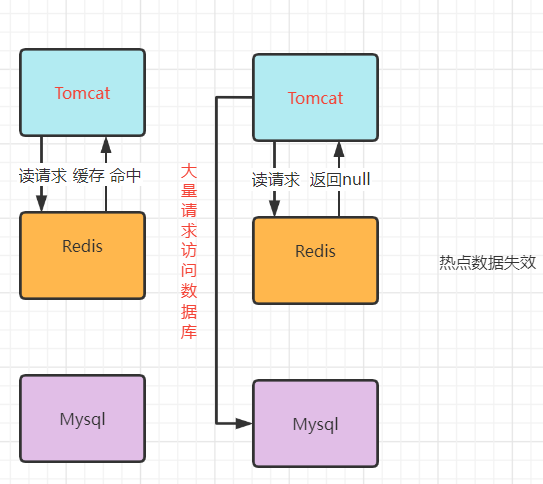 Tomcat
读请求 缓存 命中
Redis
Mysql
大量请求访问数据库
Tomcat
读请求 返回null
Redis
Mysql
热点数据失效